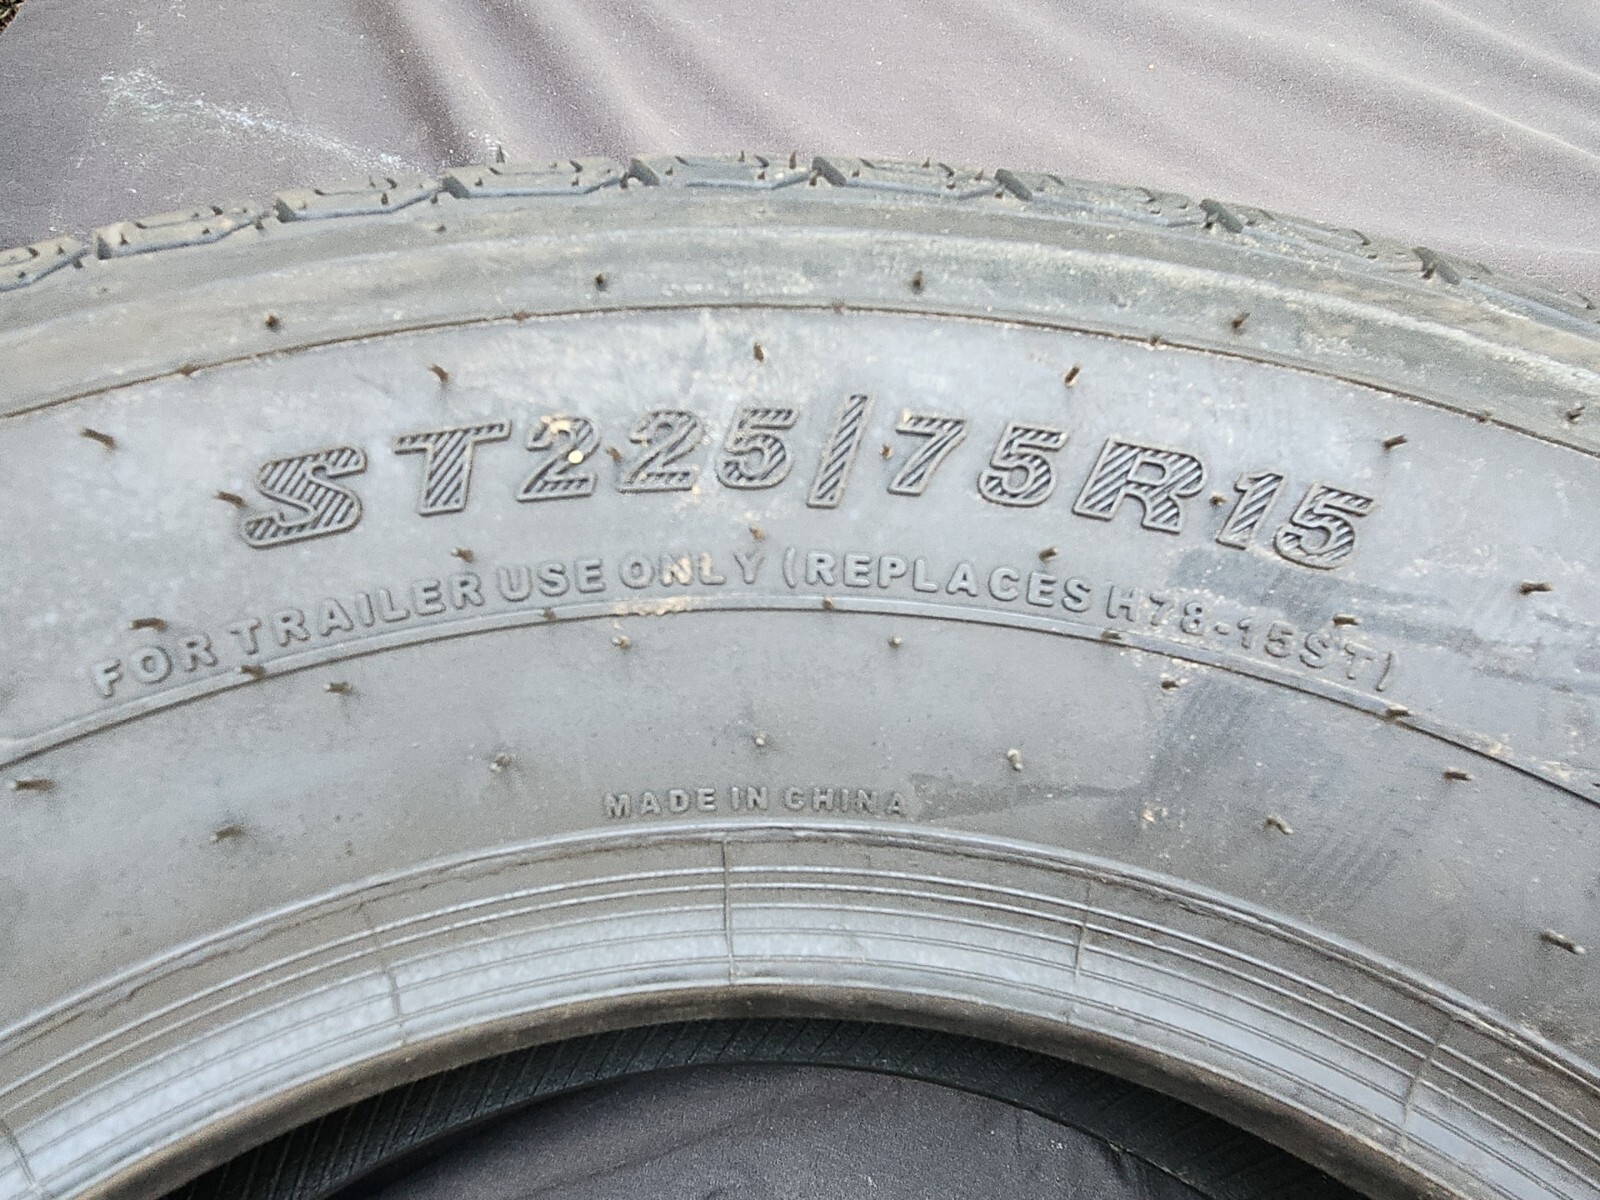 ST225/75R15
FOR TRAILER USE ONLY (REPLACES H78-15ST)
MADE IN CHINA